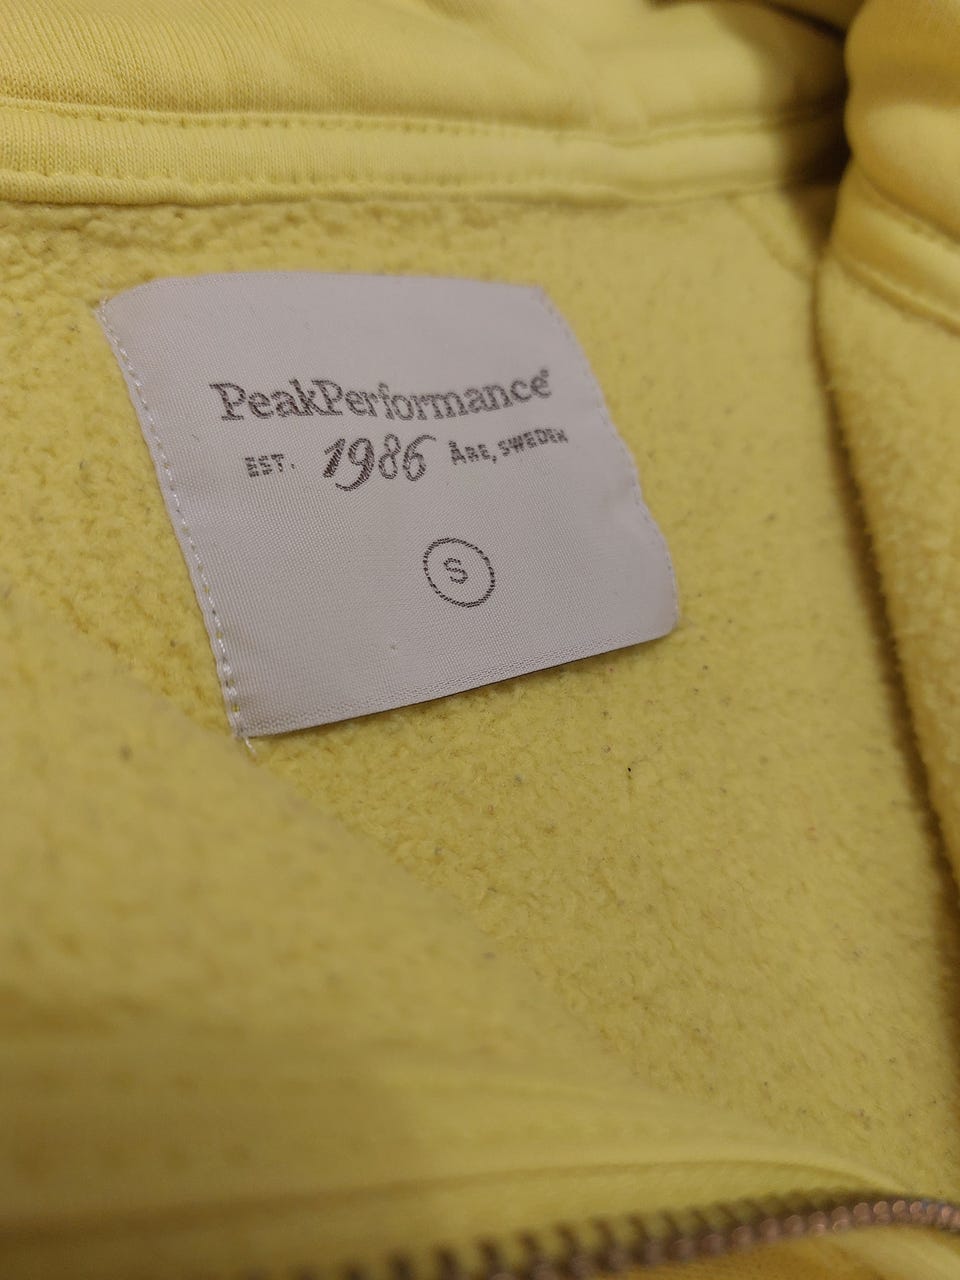 PeakPerformance®
EST. 1986 ÅRE, SWEDEN
S